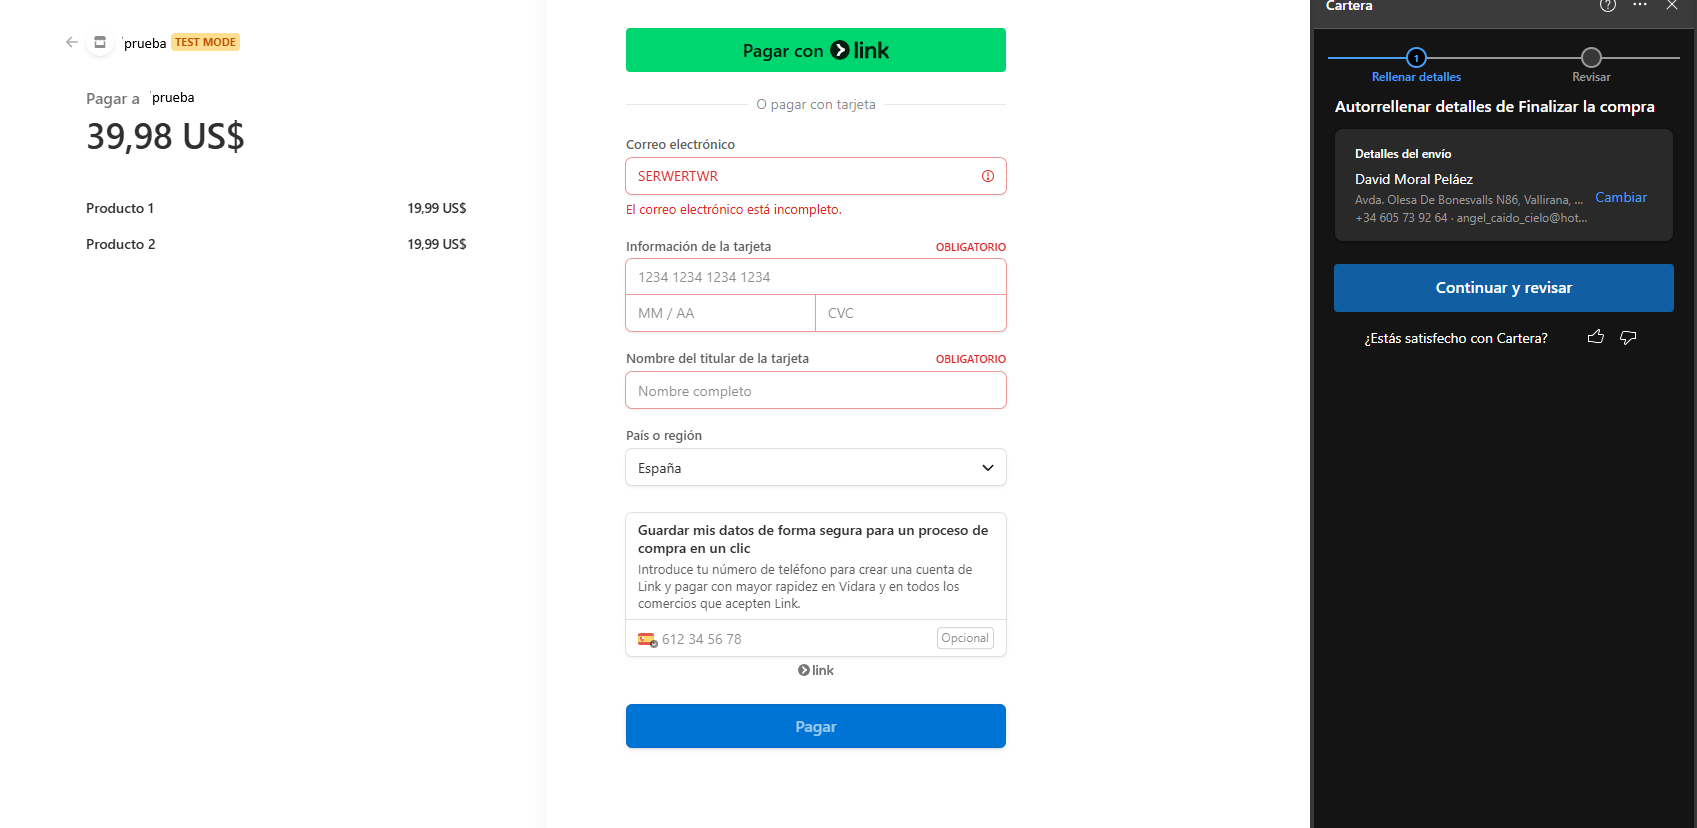 prueba TEST MODE
Pagar a prueba
39,98 US$
Producto 1 19,99 US$
Producto 2 19,99 US$
Pagar con link
O pagar con tarjeta
Correo electrónico
SERWERTWR
El correo electrónico está incompleto.
Información de la tarjeta OBLIGATORIO
1234 1234 1234 1234
MM / AA CVC
Nombre del titular de la tarjeta OBLIGATORIO
Nombre completo
País o región
España
Guardar mis datos de forma segura para un proceso de
compra en un clic
Introduce tu número de teléfono para crear una cuenta de
Link y pagar con mayor rapidez en Vidara y en todos los
comercios que acepten Link.
612 34 56 78 Opcional
link
Pagar
Cartera
1
Rellenar detalles Revisar
Autorrellenar detalles de Finalizar la compra
Detalles del envío
David Moral Peláez
Avda. Olesa De Bonesvalls N86, Vallirana, ... Cambiar
+34 605 73 92 64 · angel_caido_cielo@hot...
Continuar y revisar
¿Estás satisfecho con Cartera?